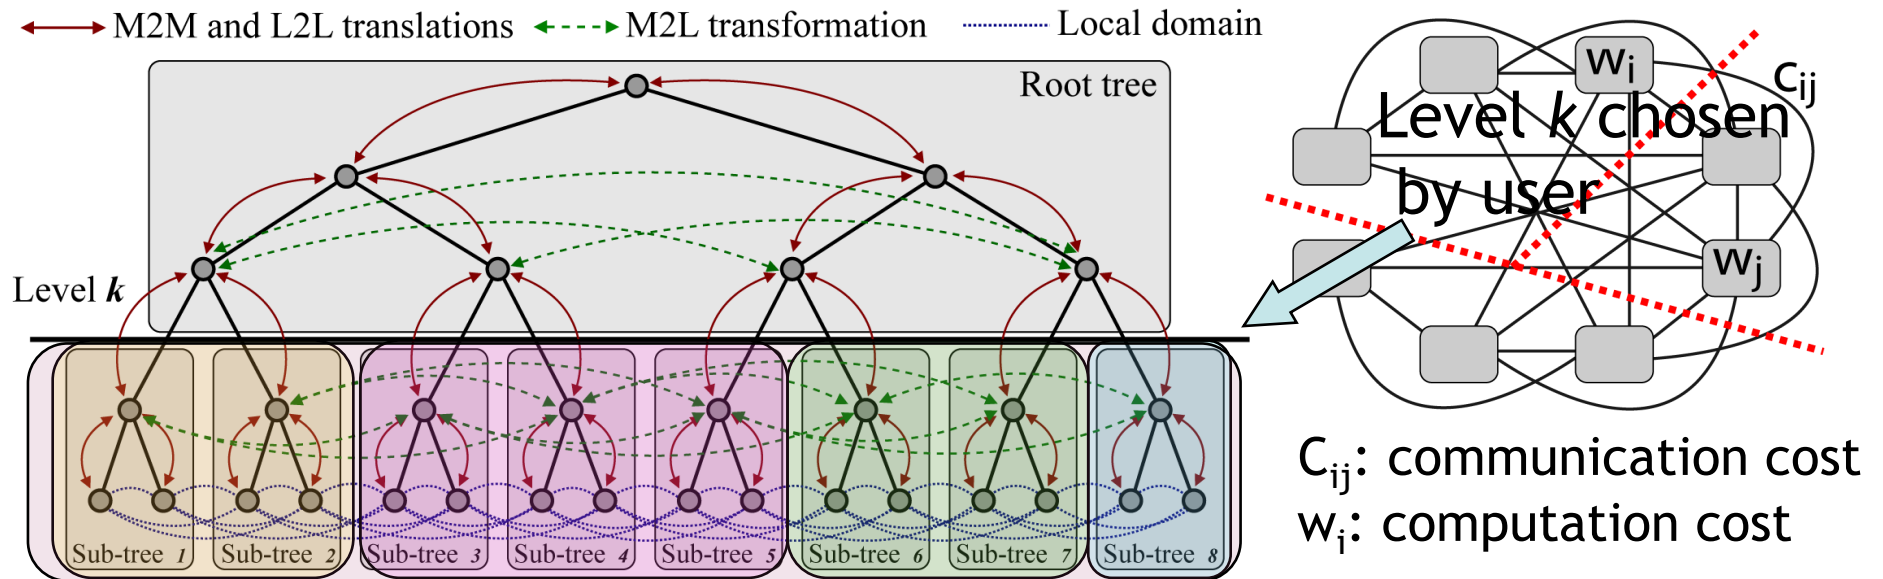 M2M and L2L translations
M2L transformation
Local domain
Root tree
Level k
Sub-tree 1
Sub-tree 2
Sub-tree 3
Sub-tree 4
Sub-tree 5
Sub-tree 6
Sub-tree 7
Sub-tree 8
wi
cij
Level k chosen
by user
wj
Cij: communication cost
wi: computation cost